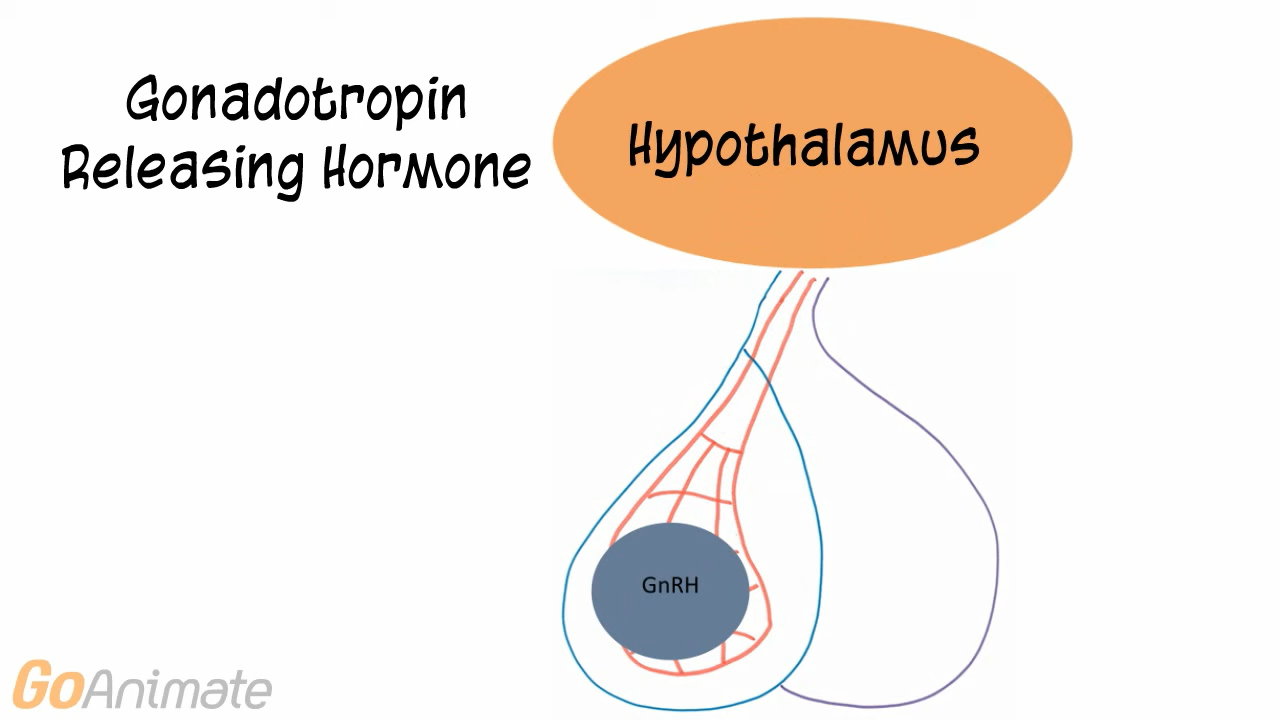 Gonadotropin
Releasing Hormone
Hypothalamus
GnRH
GoAnimate